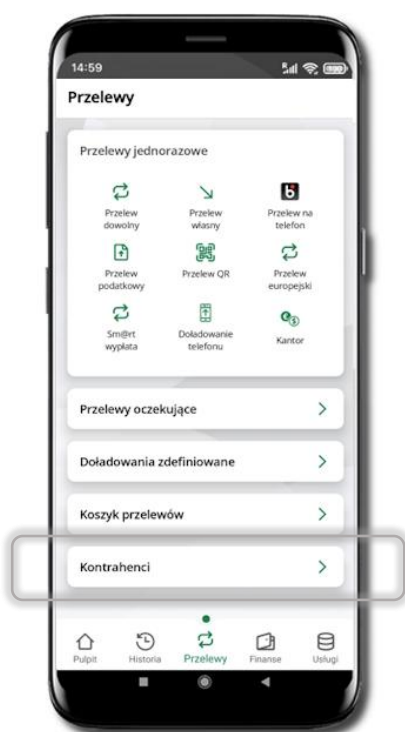 14:59
Przelewy
Przelewy jednorazowe
Przelew
dowolny
Przelew
własny
Przelew na
telefon
Przelew
podatkowy
Przelew QR
Przelew
europejski
Sm@rt
wypłata
Doładowanie
telefonu
Kantor
Przelewy oczekujące
Doładowania zdefiniowane
Koszyk przelewów
Kontrahenci
Pulpit
Historia
Przelewy
Finanse
Usługi